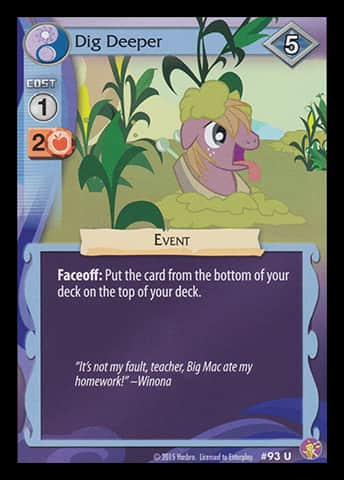 Dig Deeper
5
COST
1
2
EVENT
Faceoff: Put the card from the bottom of your
deck on the top of your deck.
“It’s not my fault, teacher, Big Mac ate my
homework!” –Winona
© 2015 Hasbro. Licensed to Enterplay. #93 U